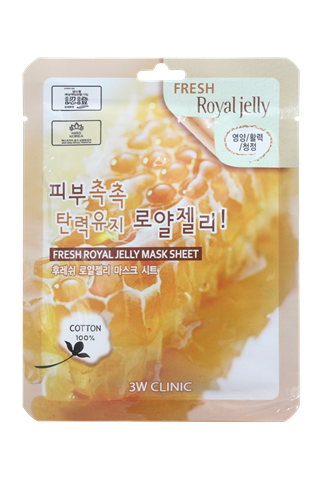 FRESH
Royal jelly
영양/활력
/청정
HARD
KOREA
피부촉촉
탄력유지 로얄젤리!
FRESH ROYAL JELLY MASK SHEET
후레쉬 로얄젤리 마스크 시트
COTTON
100%
3W CLINIC